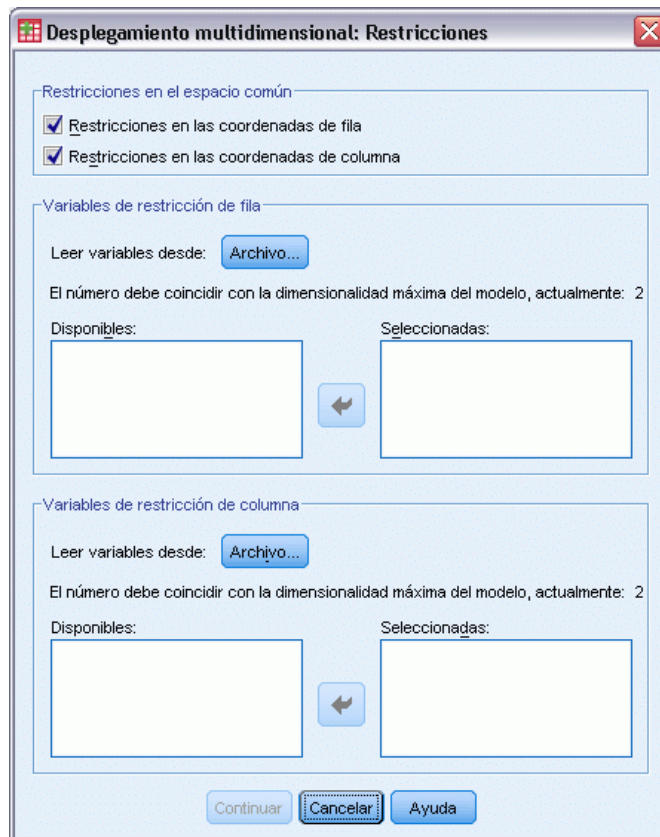 Desplegamiento multidimensional: Restricciones
Restricciones en el espacio común
Restricciones en las coordenadas de fila
Restricciones en las coordenadas de columna
Variables de restricción de fila
Leer variables desde: Archivo...
El número debe coincidir con la dimensionalidad máxima del modelo, actualmente: 2
Disponibles: Seleccionadas:
Variables de restricción de columna
Leer variables desde: Archivo...
El número debe coincidir con la dimensionalidad máxima del modelo, actualmente: 2
Disponibles: Seleccionadas:
Continuar Cancelar Ayuda